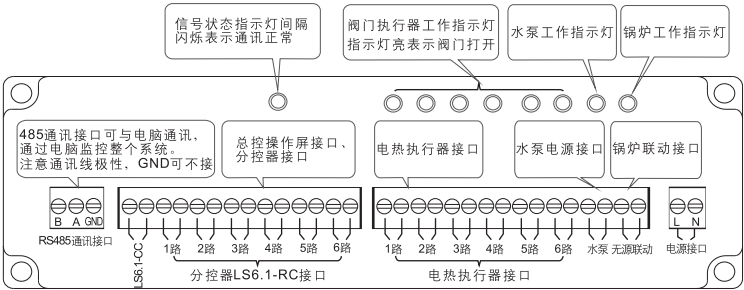 信号状态指示灯间隔
闪烁表示通讯正常
阀门执行器工作指示灯
指示灯亮表示阀门打开
水泵工作指示灯
锅炉工作指示灯
485通讯接口可与电脑通讯，
通过电脑监控整个系统。
注意通讯线极性，GND可不接
总控操作屏接口、
分控器接口
电热执行器接口
水泵电源接口
锅炉联动接口
B A GND
RS485通讯接口
LS6.1-CC
1路 2路 3路 4路 5路 6路
分控器LS6.1-RC接口
1路 2路 3路 4路 5路 6路 水泵 无源联动
电热执行器接口
L N
电源接口